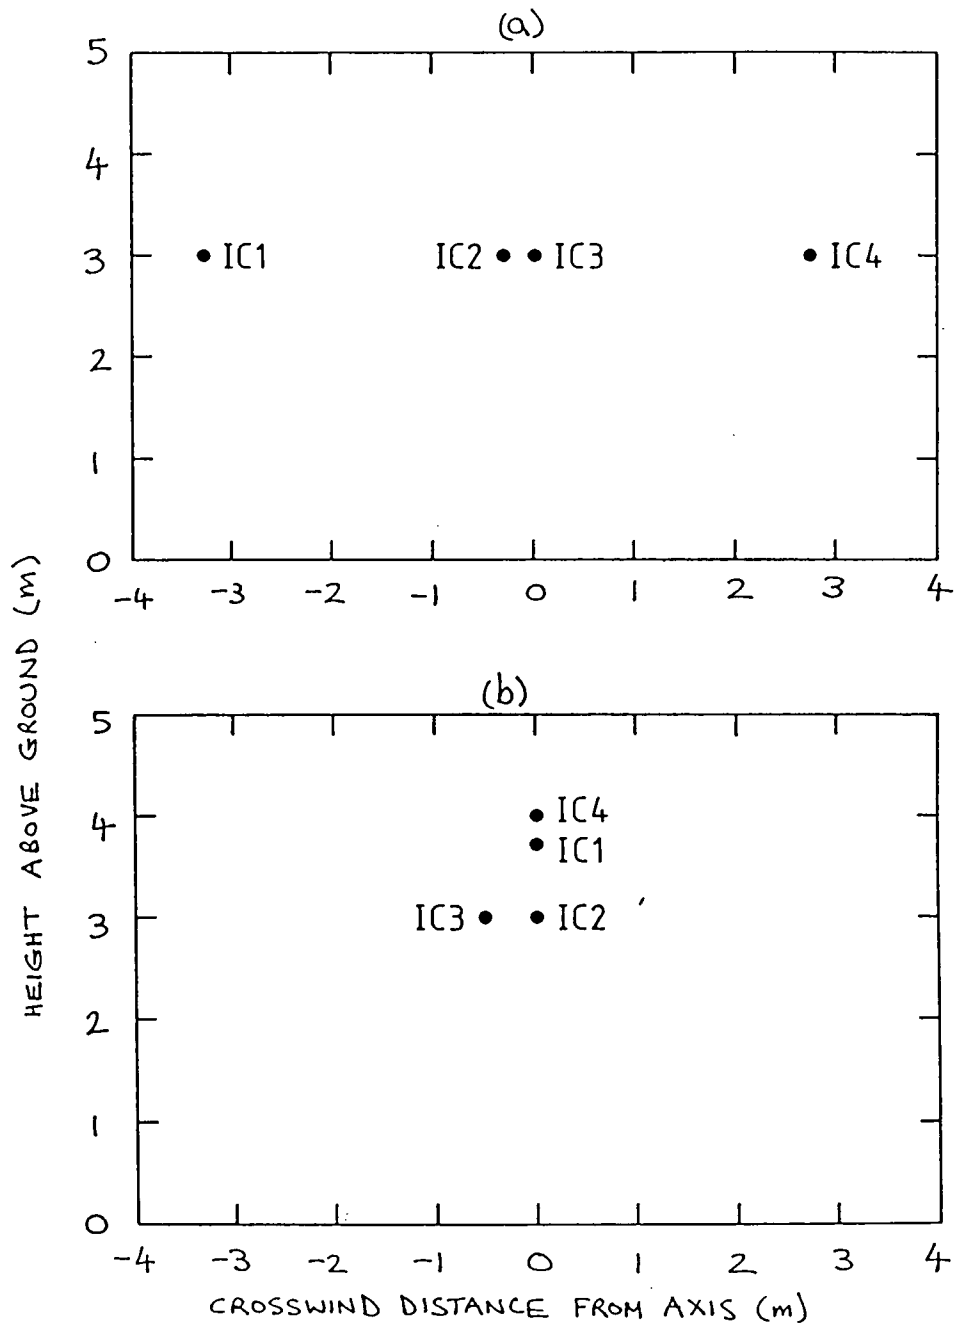 (a)
5
4
3
2
1
0
IC1 IC2 IC3 IC4
-4 -3 -2 -1 0 1 2 3 4
HEIGHT ABOVE GROUND (m)
(b)
5
4
3
2
1
0
IC4
IC1
IC3 IC2
-4 -3 -2 -1 0 1 2 3 4
CROSSWIND DISTANCE FROM AXIS (m)